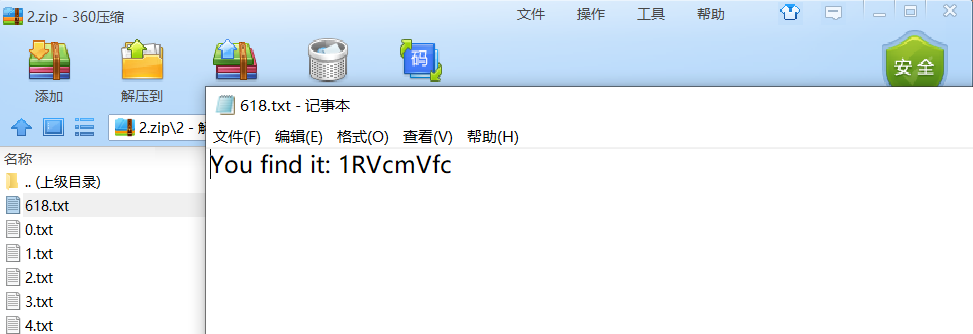 2.zip - 360压缩
文件 操作 工具 帮助
添加 解压到 码 安全
2.zip\2 - 解
名称
.. (上级目录)
618.txt
0.txt
1.txt
2.txt
3.txt
4.txt
618.txt - 记事本
文件(F) 编辑(E) 格式(O) 查看(V) 帮助(H)
You find it: 1RVcmVfc